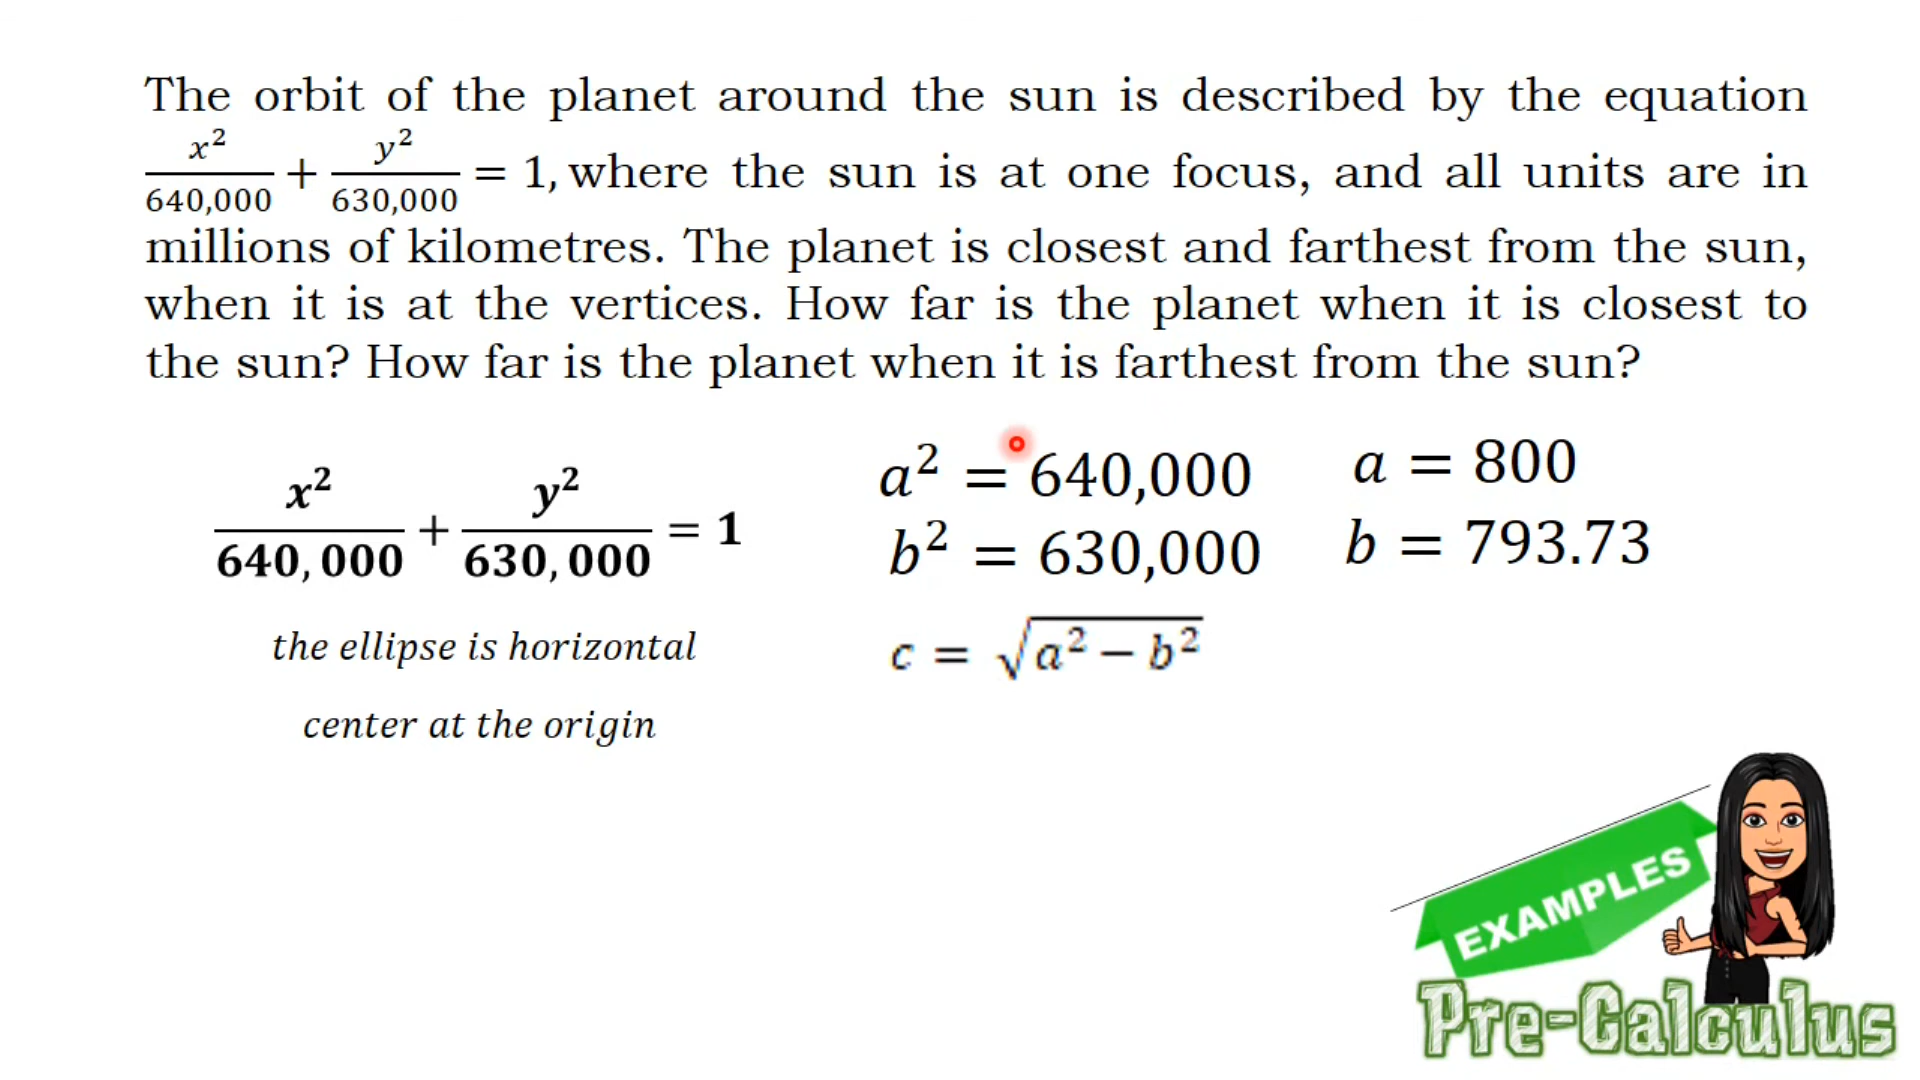 The orbit of the planet around the sun is described by the equation
x²/640,000 + y²/630,000 = 1, where the sun is at one focus, and all units are in
millions of kilometres. The planet is closest and farthest from the sun,
when it is at the vertices. How far is the planet when it is closest to
the sun? How far is the planet when it is farthest from the sun?
x²/640,000 + y²/630,000 = 1
the ellipse is horizontal
center at the origin
a² = 640,000
b² = 630,000
c = √(a² − b²)
a = 800
b = 793.73
EXAMPLES
Pre-Calculus